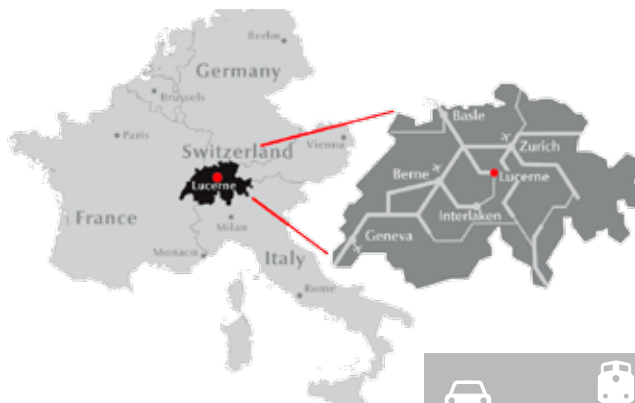 Berlin
Germany
Brussels
Paris
Switzerland
Vienna
Lucerne
France
Milan
Monaco
Italy
Rome
Basle
Zurich
Berne
Lucerne
Interlaken
Geneva